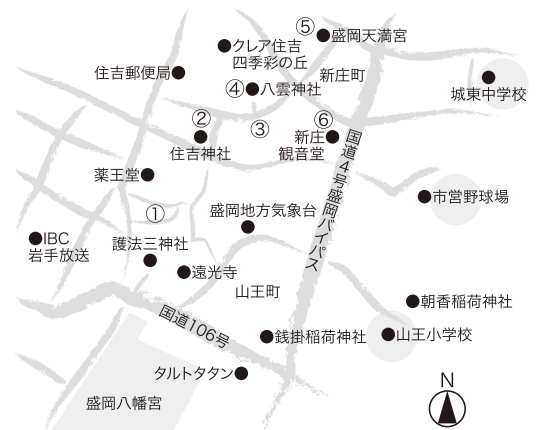 ⑤
盛岡天満宮
クレア住吉
四季彩の丘
住吉郵便局
新庄町
④
八雲神社
城東中学校
②
③
⑥
住吉神社
新庄
観音堂
国道4号盛岡バイパス
薬王堂
市営野球場
①
盛岡地方気象台
IBC
岩手放送
護法三神社
遠光寺
山王町
朝香稲荷神社
国道106号
銭掛稲荷神社
山王小学校
タルトタタン
N
盛岡八幡宮